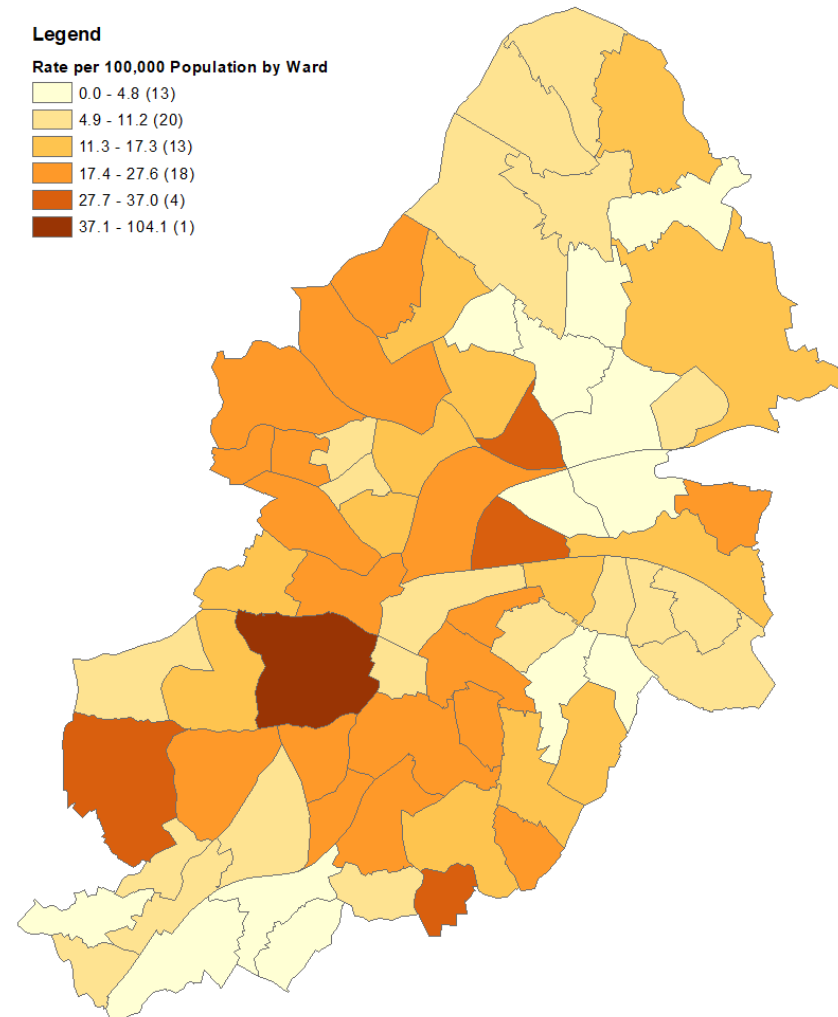 Legend
Rate per 100,000 Population by Ward
0.0 - 4.8 (13)
4.9 - 11.2 (20)
11.3 - 17.3 (13)
17.4 - 27.6 (18)
27.7 - 37.0 (4)
37.1 - 104.1 (1)